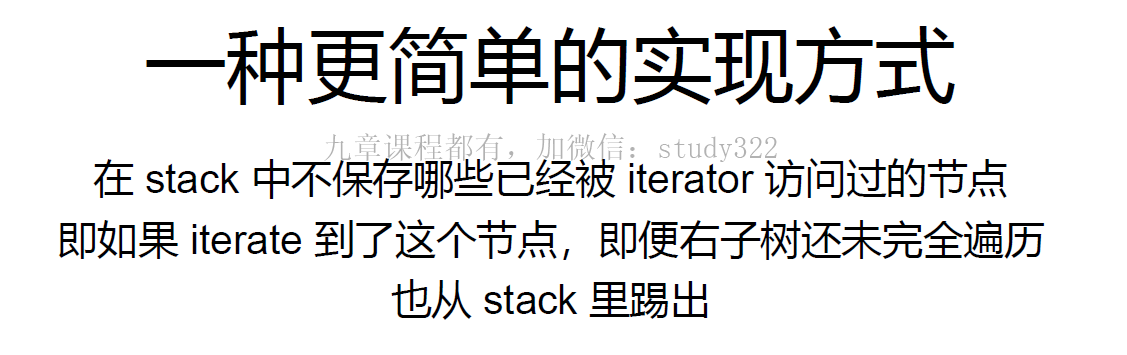 一种更简单的实现方式
九章课程都有，加微信：study322
在 stack 中不保存哪些已经被 iterator 访问过的节点
即如果 iterate 到了这个节点，即便右子树还未完全遍历
也从 stack 里踢出